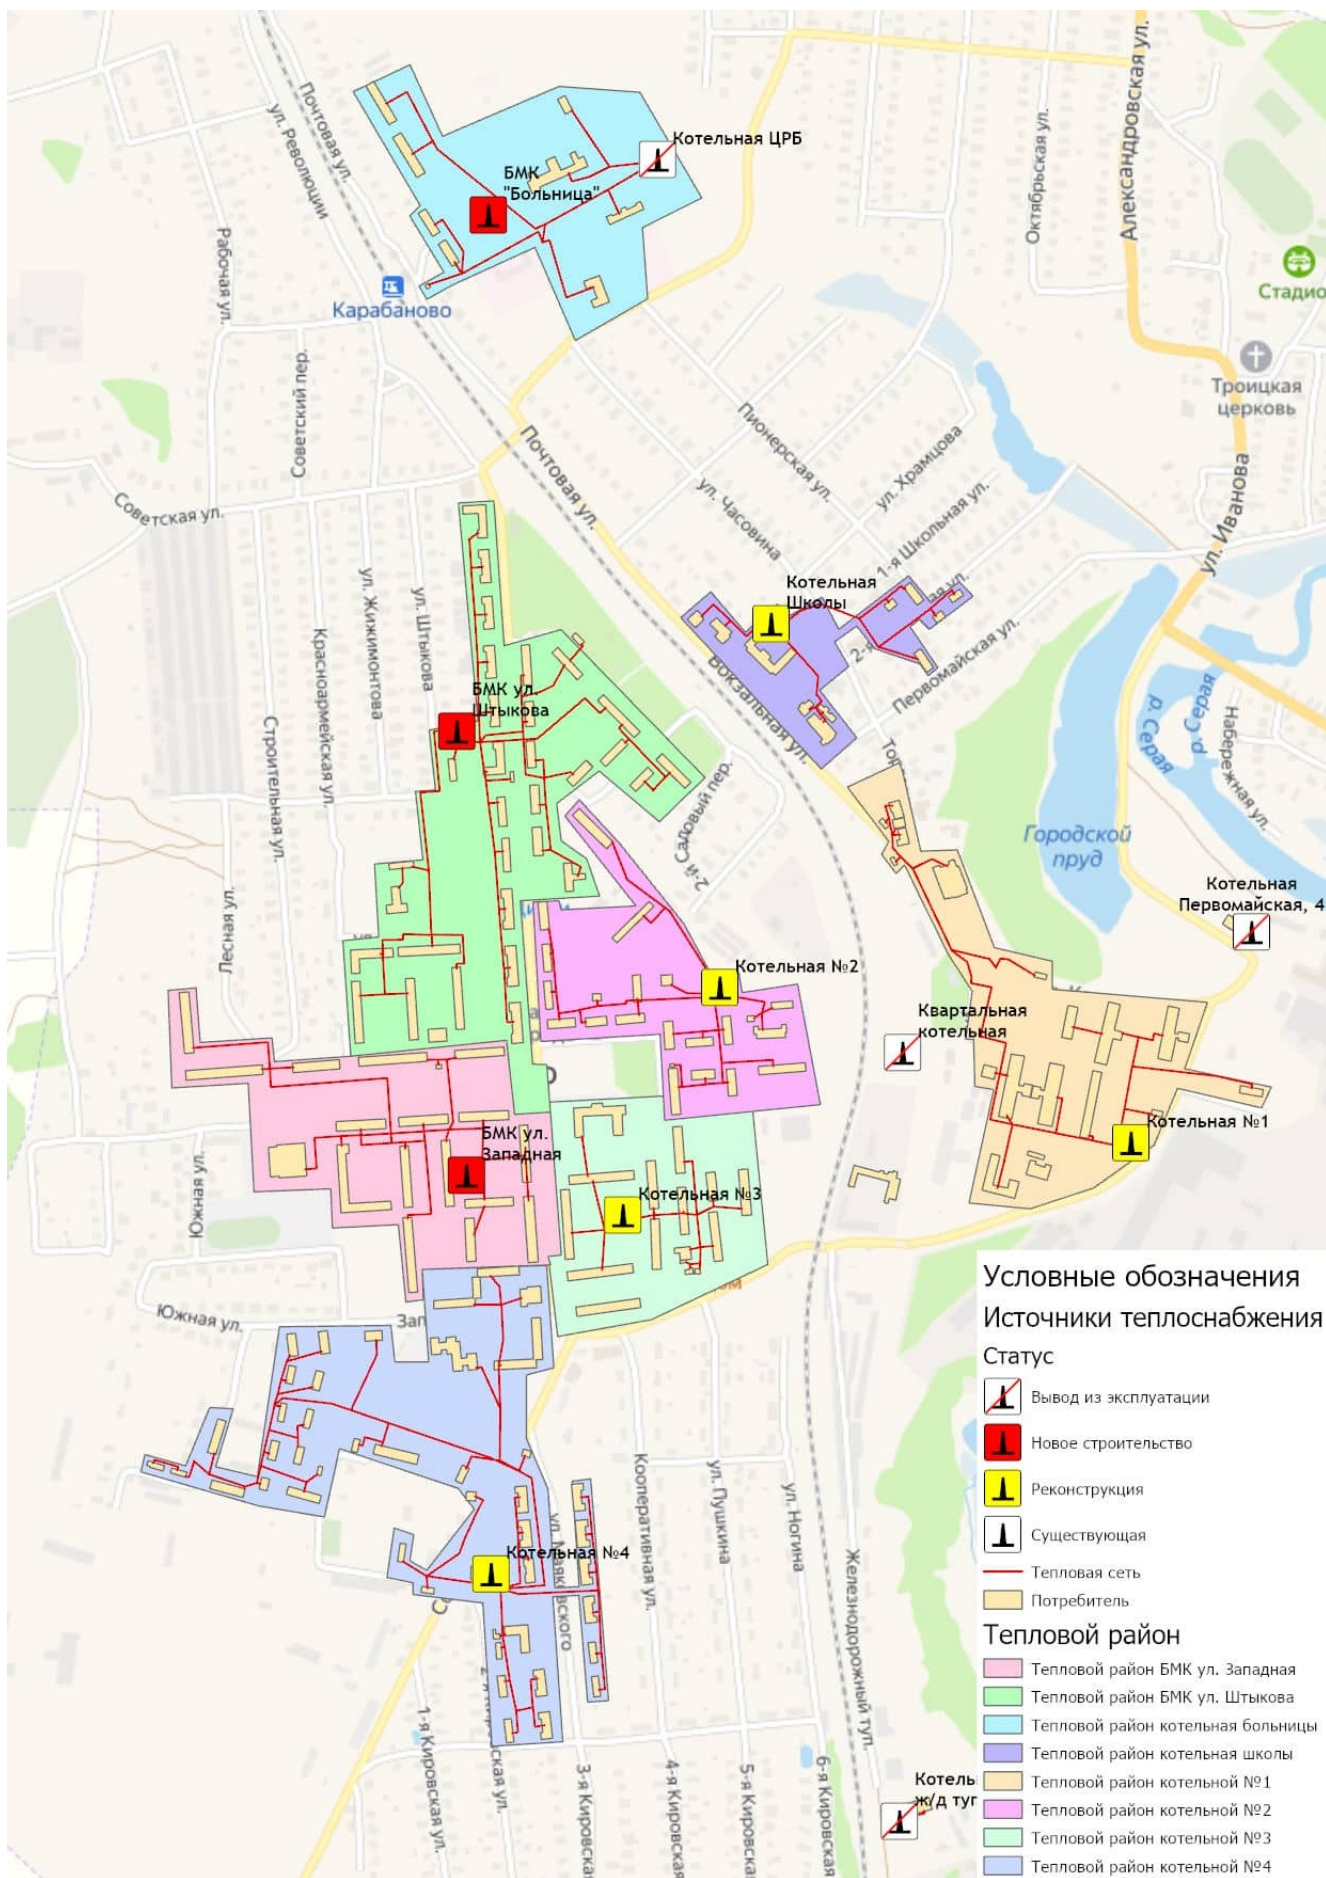 Александровская ул.
Октябрьская ул.
Почтовая ул.
ул. Революции
Котельная ЦРБ
БМК
"Больница"
Рабочая ул.
Стадио
Карабаново
Советский пер.
Троицкая
церковь
Пионерская ул.
ул. Храмцова
Почтовая ул.
ул. Часовина
1-я Школьная ул.
ул. Иванова
Советская ул.
ул. Жижимонтова
ул. Штыкова
Котельная
Школы
ая ул.
2-я
Красноармейская ул.
Первомайская ул.
Вокзальная ул.
р. Серая
р. Серая
Набережная ул.
БМК ул.
Штыкова
Строительная ул.
2-й Садовый пер.
Городской
пруд
Котельная
Первомайская, 4
Лесная ул.
Котельная №2
Квартальная
котельная
Котельная №1
БМК ул.
Западная
Южная ул.
Котельная №3
Южная ул.
Зап
Условные обозначения
Источники теплоснабжения
Статус
Вывод из эксплуатации
Новое строительство
Реконструкция
Существующая
Тепловая сеть
Потребитель
Тепловой район
Тепловой район БМК ул. Западная
Тепловой район БМК ул. Штыкова
Тепловой район котельная больницы
Тепловой район котельная школы
Тепловой район котельной №1
Тепловой район котельной №2
Тепловой район котельной №3
Тепловой район котельной №4
Кооперативная ул.
ул. Пушкина
ул. Ногина
Железнодорожный туп.
Котельная №4
1-я Кировская ул.
3-я Кировская
4-я Кировская
5-я Кировская
6-я Кировская
Котель
ж/д туп